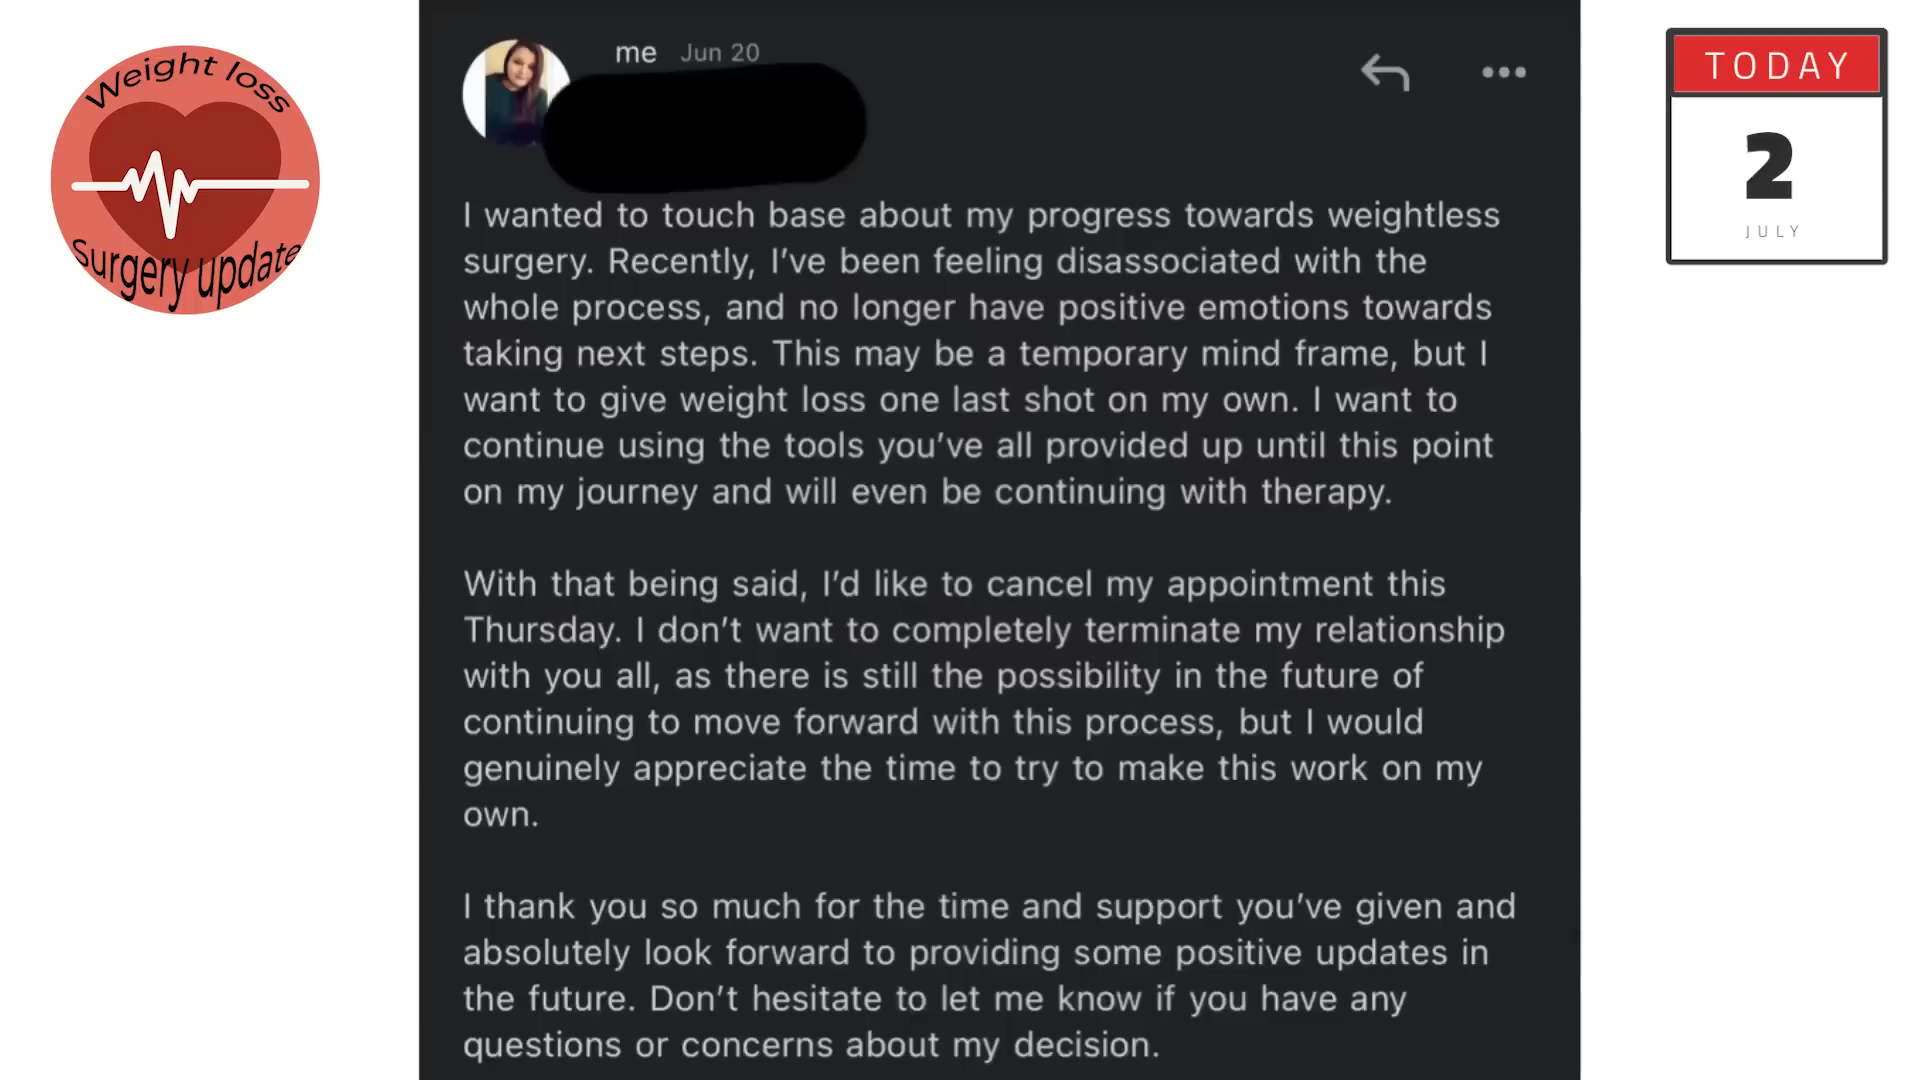 Weight loss
Surgery update
me Jun 20
I wanted to touch base about my progress towards weightless
surgery. Recently, I've been feeling disassociated with the
whole process, and no longer have positive emotions towards
taking next steps. This may be a temporary mind frame, but I
want to give weight loss one last shot on my own. I want to
continue using the tools you've all provided up until this point
on my journey and will even be continuing with therapy.
With that being said, I'd like to cancel my appointment this
Thursday. I don't want to completely terminate my relationship
with you all, as there is still the possibility in the future of
continuing to move forward with this process, but I would
genuinely appreciate the time to try to make this work on my
own.
I thank you so much for the time and support you've given and
absolutely look forward to providing some positive updates in
the future. Don't hesitate to let me know if you have any
questions or concerns about my decision.
TODAY
2
JULY